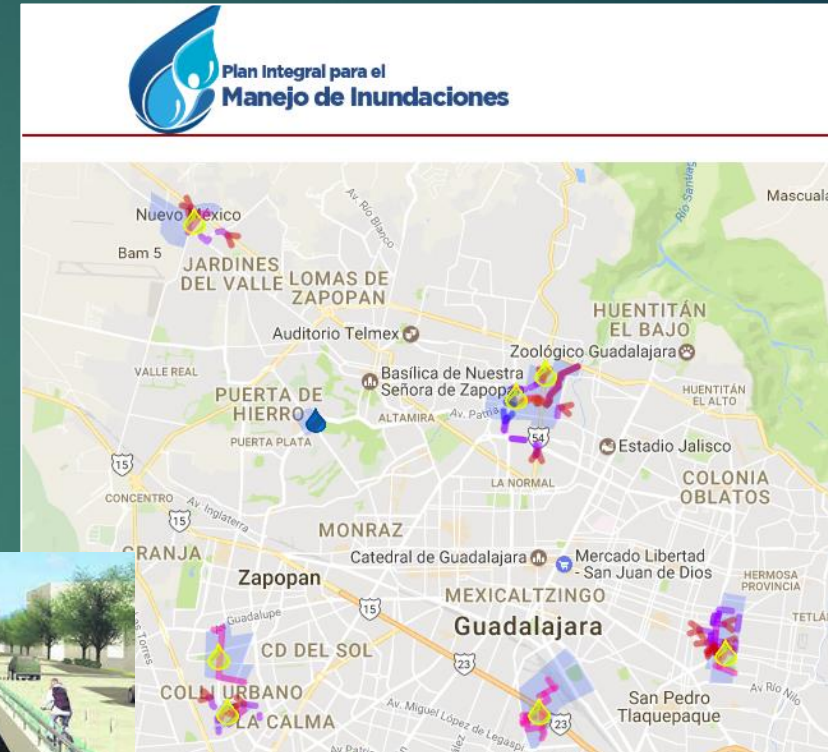 Plan Integral para el
Manejo de Inundaciones
Nuevo México
Av. Río Blanco
Río Santiag
Mascuala
Bam 5
JARDINES
DEL VALLE
LOMAS DE
ZAPOPAN
HUENTITÁN
EL BAJO
Auditorio Telmex
Zoológico Guadalajara
VALLE REAL
Basílica de Nuestra
Señora de Zapopan
PUERTA DE
HIERRO
HUENTITÁN
EL ALTO
ALTAMIRA
Av. Patria
PUERTA PLATA
54
Estadio Jalisco
15
LA NORMAL
COLONIA
OBLATOS
CONCENTRO
Av. Inglaterra
15
MONRAZ
GRANJA
Catedral de Guadalajara
Mercado Libertad
- San Juan de Dios
Zapopan
HERMOSA
PROVINCIA
15
MEXICALTZINGO
Guadalupe
Guadalajara
TETLÁ
CD DEL SOL
23
COLLI URBANO
LA CALMA
San Pedro
Tlaquepaque
Av Río Nilo
Av. Miguel López de Legaspi
23
Av Patria